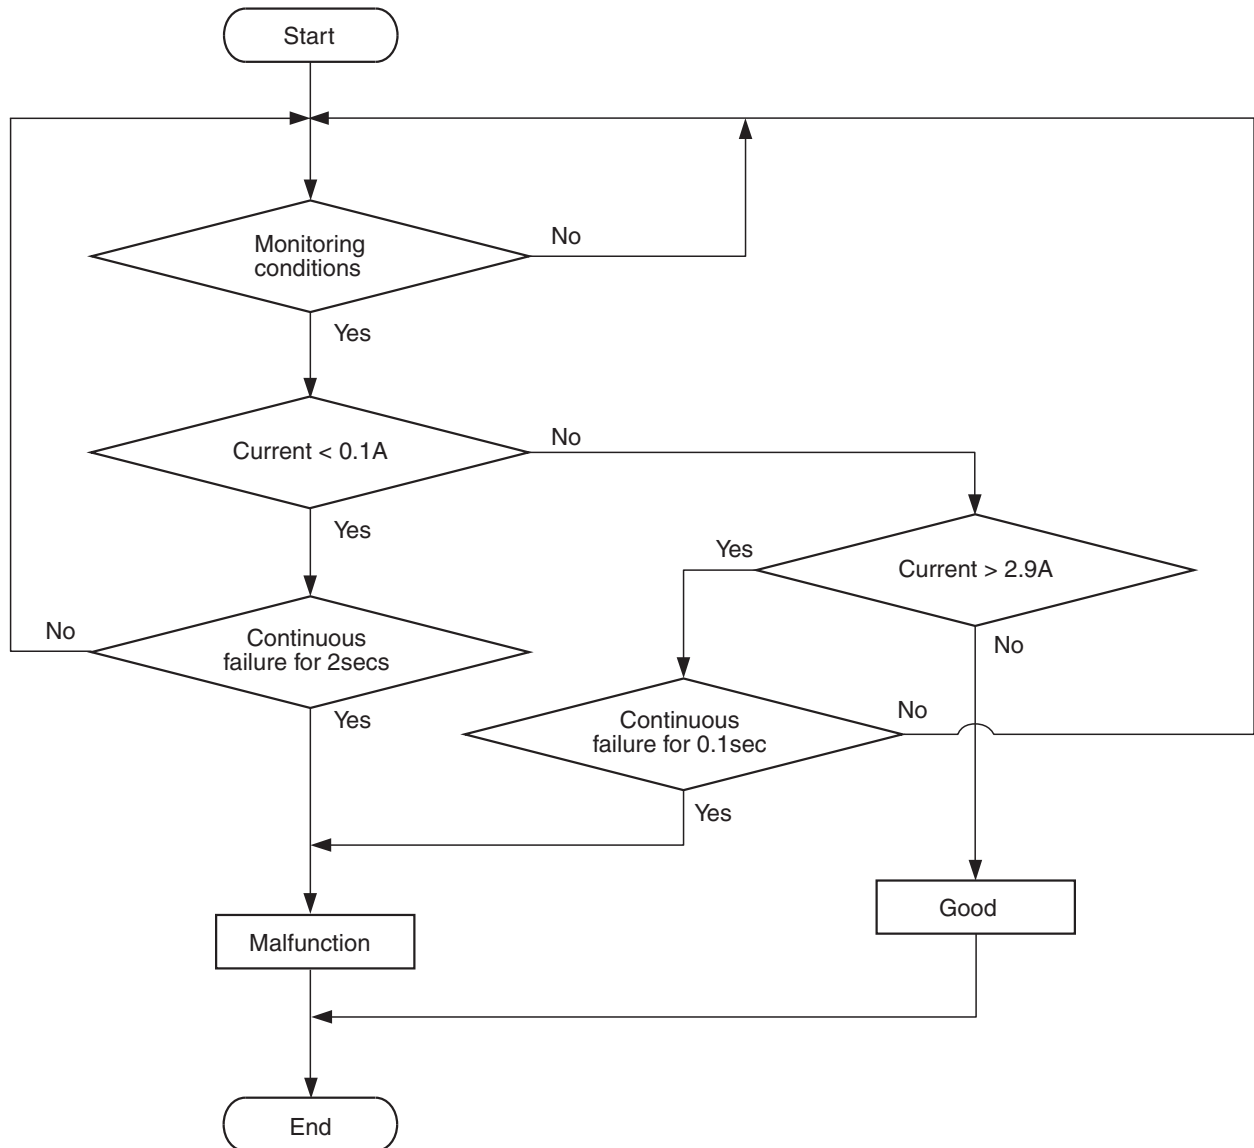 Start
Monitoring
conditions
No
Yes
Current < 0.1A
No
Yes
Current > 2.9A
Yes
No
Continuous
failure for 2secs
No
Yes
Continuous
failure for 0.1sec
No
Yes
Good
Malfunction
End